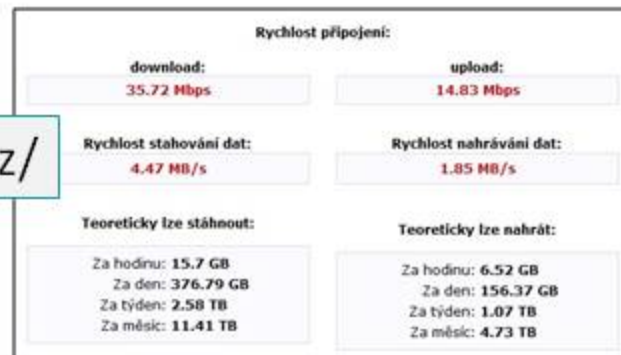 Rychlost připojení:
download:
35.72 Mbps
upload:
14.83 Mbps
z/
Rychlost stahování dat:
4.47 MB/s
Rychlost nahrávání dat:
1.85 MB/s
Teoreticky lze stáhnout:
Za hodinu: 15.7 GB
Za den: 376.79 GB
Za týden: 2.58 TB
Za měsíc: 11.41 TB
Teoreticky lze nahrát:
Za hodinu: 6.52 GB
Za den: 156.37 GB
Za týden: 1.07 TB
Za měsíc: 4.73 TB